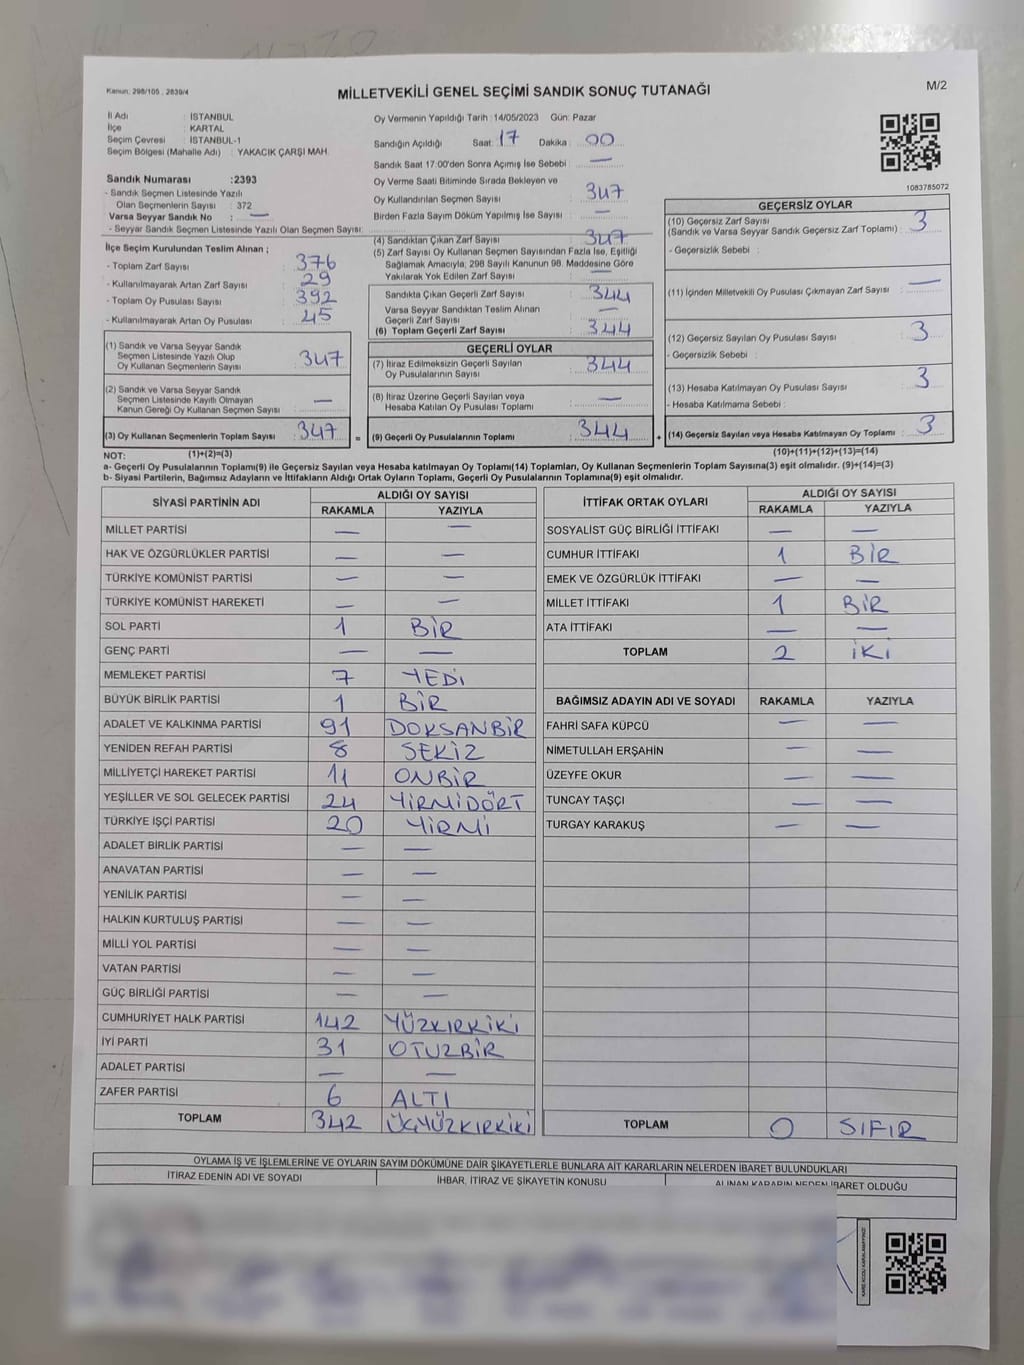 Kanun, 298/105 , 2839/4
MİLLETVEKİLİ GENEL SEÇİMİ SANDIK SONUÇ TUTANAĞI
M/2
İl Adı : İSTANBUL
İlçe : KARTAL
Seçim Çevresi : İSTANBUL-1
Seçim Bölgesi (Mahalle Adı) : YAKACIK ÇARŞI MAH.
Sandık Numarası :2393
- Sandık Seçmen Listesinde Yazılı
Olan Seçmenlerin Sayısı : 372
Varsa Seyyar Sandık No : —
- Seyyar Sandık Seçmen Listesinde Yazılı Olan Seçmen Sayısı:
İlçe Seçim Kurulundan Teslim Alınan ;
- Toplam Zarf Sayısı : 376
- Kullanılmayarak Artan Zarf Sayısı : 29
- Toplam Oy Pusulası Sayısı : 392
- Kullanılmayarak Artan Oy Pusulası : 45
(1) Sandık ve Varsa Seyyar Sandık
Seçmen Listesinde Yazılı Olup
Oy Kullanan Seçmenlerin Sayısı : 347
(2) Sandık ve Varsa Seyyar Sandık
Seçmen Listesinde Kayıtlı Olmayan
Kanun Gereği Oy Kullanan Seçmen Sayısı : —
(3) Oy Kullanan Seçmenlerin Toplam Sayısı : 347
Oy Vermenin Yapıldığı Tarih : 14/05/2023 Gün: Pazar
Sandığın Açıldığı Saat: 17 Dakika : 00
Sandık Saat 17:00'den Sonra Açımış İse Sebebi : —
Oy Verme Saati Bitiminde Sırada Bekleyen ve
Oy Kullandırılan Seçmen Sayısı : 347
Birden Fazla Sayım Döküm Yapılmış İse Sayısı : —
(4) Sandıktan Çıkan Zarf Sayısı : 347
(5) Zarf Sayısı Oy Kullanan Seçmen Sayısından Fazla İse, Eşitliği
Sağlamak Amacıyla, 298 Sayılı Kanunun 98. Maddesine Göre
Yakılarak Yok Edilen Zarf Sayısı : —
Sandıkta Çıkan Geçerli Zarf Sayısı : 344
Varsa Seyyar Sandıktan Teslim Alınan
Geçerli Zarf Sayısı : —
(6) Toplam Geçerli Zarf Sayısı : 344
GEÇERLİ OYLAR
(7) İtiraz Edilmeksizin Geçerli Sayılan
Oy Pusulalarının Sayısı : 344
(8) İtiraz Üzerine Geçerli Sayılan veya
Hesaba Katılan Oy Pusulası Toplamı : —
= (9) Geçerli Oy Pusulalarının Toplamı : 344
1083785072
GEÇERSİZ OYLAR
(10) Geçersiz Zarf Sayısı
(Sandık ve Varsa Seyyar Sandık Geçersiz Zarf Toplamı) : 3
- Geçersizlik Sebebi :
(11) İçinden Milletvekili Oy Pusulası Çıkmayan Zarf Sayısı : —
(12) Geçersiz Sayılan Oy Pusulası Sayısı : 3
- Geçersizlik Sebebi :
(13) Hesaba Katılmayan Oy Pusulası Sayısı : 3
- Hesaba Katılmama Sebebi :
+ (14) Geçersiz Sayılan veya Hesaba Katılmayan Oy Toplamı : 3
NOT: (1)+(2)=(3) (10)+(11)+(12)+(13)=(14)
a- Geçerli Oy Pusulalarının Toplamı(9) ile Geçersiz Sayılan veya Hesaba katılmayan Oy Toplamı(14) Toplamları, Oy Kullanan Seçmenlerin Toplam Sayısına(3) eşit olmalıdır. (9)+(14)=(3)
b- Siyasi Partilerin, Bağımsız Adayların ve İttifakların Aldığı Oyların Toplamı, Geçerli Oy Pusulalarının Toplamına(9) eşit olmalıdır.
SİYASİ PARTİNİN ADI ALDIĞI OY SAYISI
RAKAMLA YAZIYLA
MİLLET PARTİSİ — —
HAK VE ÖZGÜRLÜKLER PARTİSİ — —
TÜRKİYE KOMÜNİST PARTİSİ — —
TÜRKİYE KOMÜNİST HAREKETİ — —
SOL PARTİ 1 BİR
GENÇ PARTİ — —
MEMLEKET PARTİSİ 7 YEDİ
BÜYÜK BİRLİK PARTİSİ 1 BİR
ADALET VE KALKINMA PARTİSİ 91 DOKSANBİR
YENİDEN REFAH PARTİSİ 8 SEKİZ
MİLLİYETÇİ HAREKET PARTİSİ 11 ONBİR
YEŞİLLER VE SOL GELECEK PARTİSİ 24 YİRMİDÖRT
TÜRKİYE İŞÇİ PARTİSİ 20 YİRMİ
ADALET BİRLİK PARTİSİ — —
ANAVATAN PARTİSİ — —
YENİLİK PARTİSİ — —
HALKIN KURTULUŞ PARTİSİ — —
MİLLİ YOL PARTİSİ — —
VATAN PARTİSİ — —
GÜÇ BİRLİĞİ PARTİSİ — —
CUMHURİYET HALK PARTİSİ 142 YÜZKIRKİKİ
İYİ PARTİ 31 OTUZBİR
ADALET PARTİSİ — —
ZAFER PARTİSİ 6 ALTI
TOPLAM 342 ÜÇYÜZKIRKİKİ
İTTİFAK ORTAK OYLARI ALDIĞI OY SAYISI
RAKAMLA YAZIYLA
SOSYALİST GÜÇ BİRLİĞİ İTTİFAKI — —
CUMHUR İTTİFAKI 1 BİR
EMEK VE ÖZGÜRLÜK İTTİFAKI — —
MİLLET İTTİFAKI 1 BİR
ATA İTTİFAKI — —
TOPLAM 2 İKİ
BAĞIMSIZ ADAYIN ADI VE SOYADI RAKAMLA YAZIYLA
FAHRİ SAFA KÜPCÜ — —
NİMETULLAH ERŞAHİN — —
ÜZEYFE OKUR — —
TUNCAY TAŞÇI — —
TURGAY KARAKUŞ — —
TOPLAM 0 SIFIR
OYLAMA İŞ VE İŞLEMLERİNE VE OYLARIN SAYIM DÖKÜMÜNE DAİR ŞİKAYETLERLE BUNLARA AİT KARARLARIN NELERDEN İBARET BULUNDUKLARI
İTİRAZ EDENİN ADI VE SOYADI İHBAR, İTİRAZ VE ŞİKAYETİN KONUSU ALINAN KARARIN NEDEN İBARET OLDUĞU